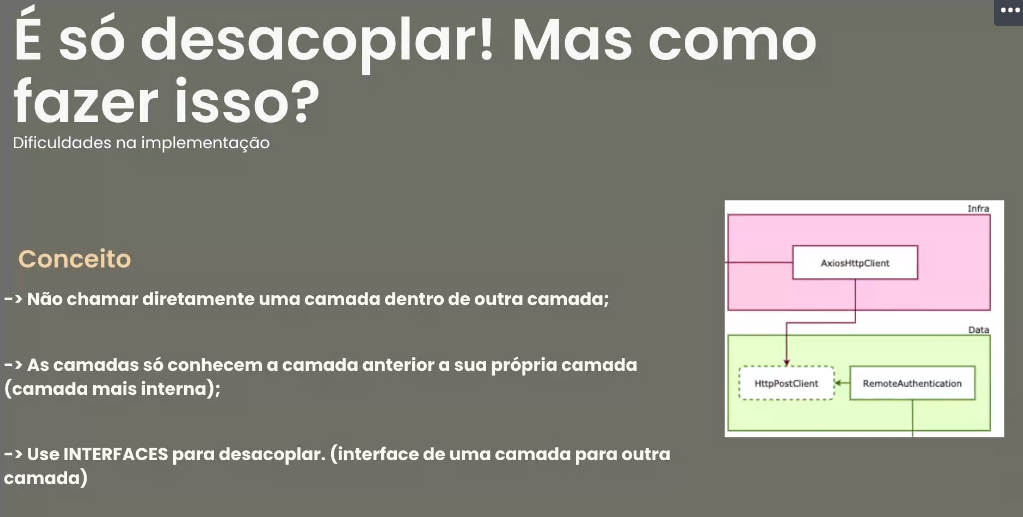 É só desacoplar! Mas como
fazer isso?
Dificuldades na implementação
Conceito
-> Não chamar diretamente uma camada dentro de outra camada;
-> As camadas só conhecem a camada anterior a sua própria camada
(camada mais interna);
-> Use INTERFACES para desacoplar. (interface de uma camada para outra
camada)
Infra
AxiosHttpClient
Data
HttpPostClient
RemoteAuthentication